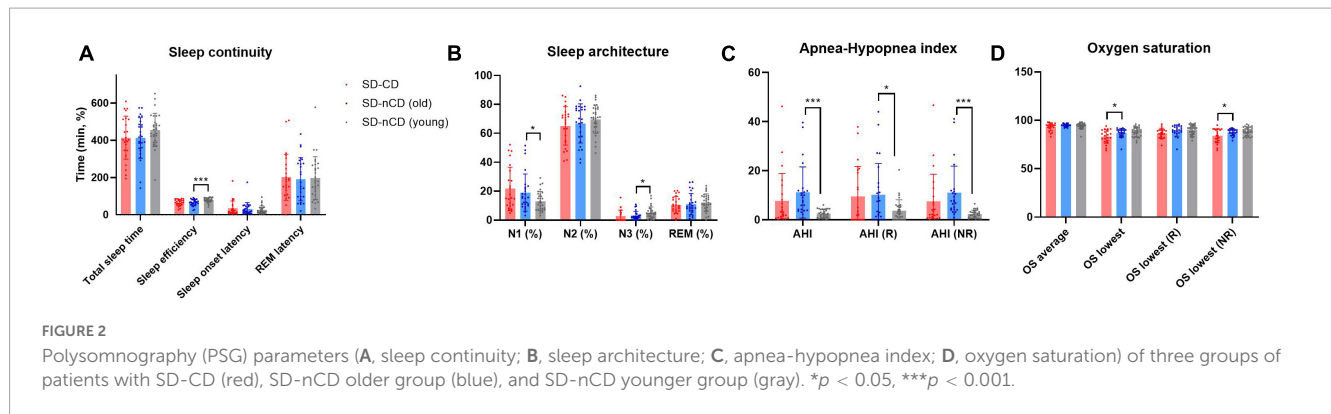 A
Sleep continuity
Time (min, %)
600
400
200
0
***
Total sleep time
Sleep efficiency
Sleep onset latency
REM latency
SD-CD
SD-nCD (old)
SD-nCD (young)
B
Sleep architecture
100
80
60
40
20
0
*
*
N1 (%)
N2 (%)
N3 (%)
REM (%)
C
Apnea-Hypopnea index
60
40
20
0
***
*
***
AHI
AHI (R)
AHI (NR)
D
Oxygen saturation
150
100
50
0
*
*
OS average
OS lowest
OS lowest (R)
OS lowest (NR)
FIGURE 2
Polysomnography (PSG) parameters (A, sleep continuity; B, sleep architecture; C, apnea-hypopnea index; D, oxygen saturation) of three groups of
patients with SD-CD (red), SD-nCD older group (blue), and SD-nCD younger group (gray). *p < 0.05, ***p < 0.001.